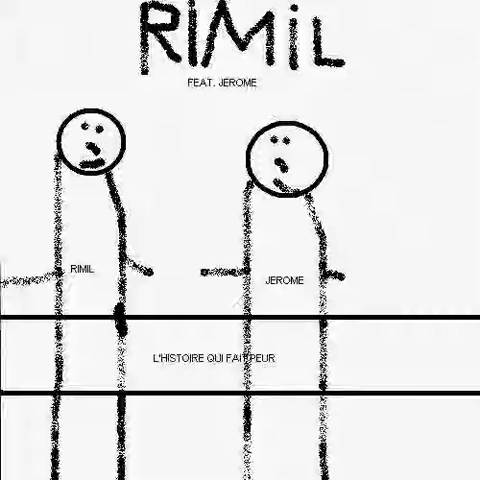 RiMiL
FEAT. JEROME
RIMIL
JEROME
L'HISTOIRE QUI FAIT PEUR